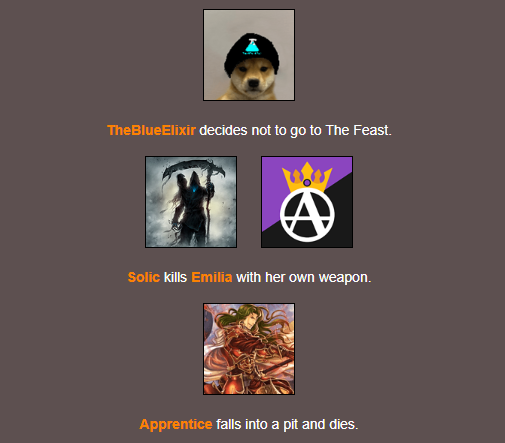 TheBlueElixir decides not to go to The Feast.
A
Solic kills Emilia with her own weapon.
Apprentice falls into a pit and dies.